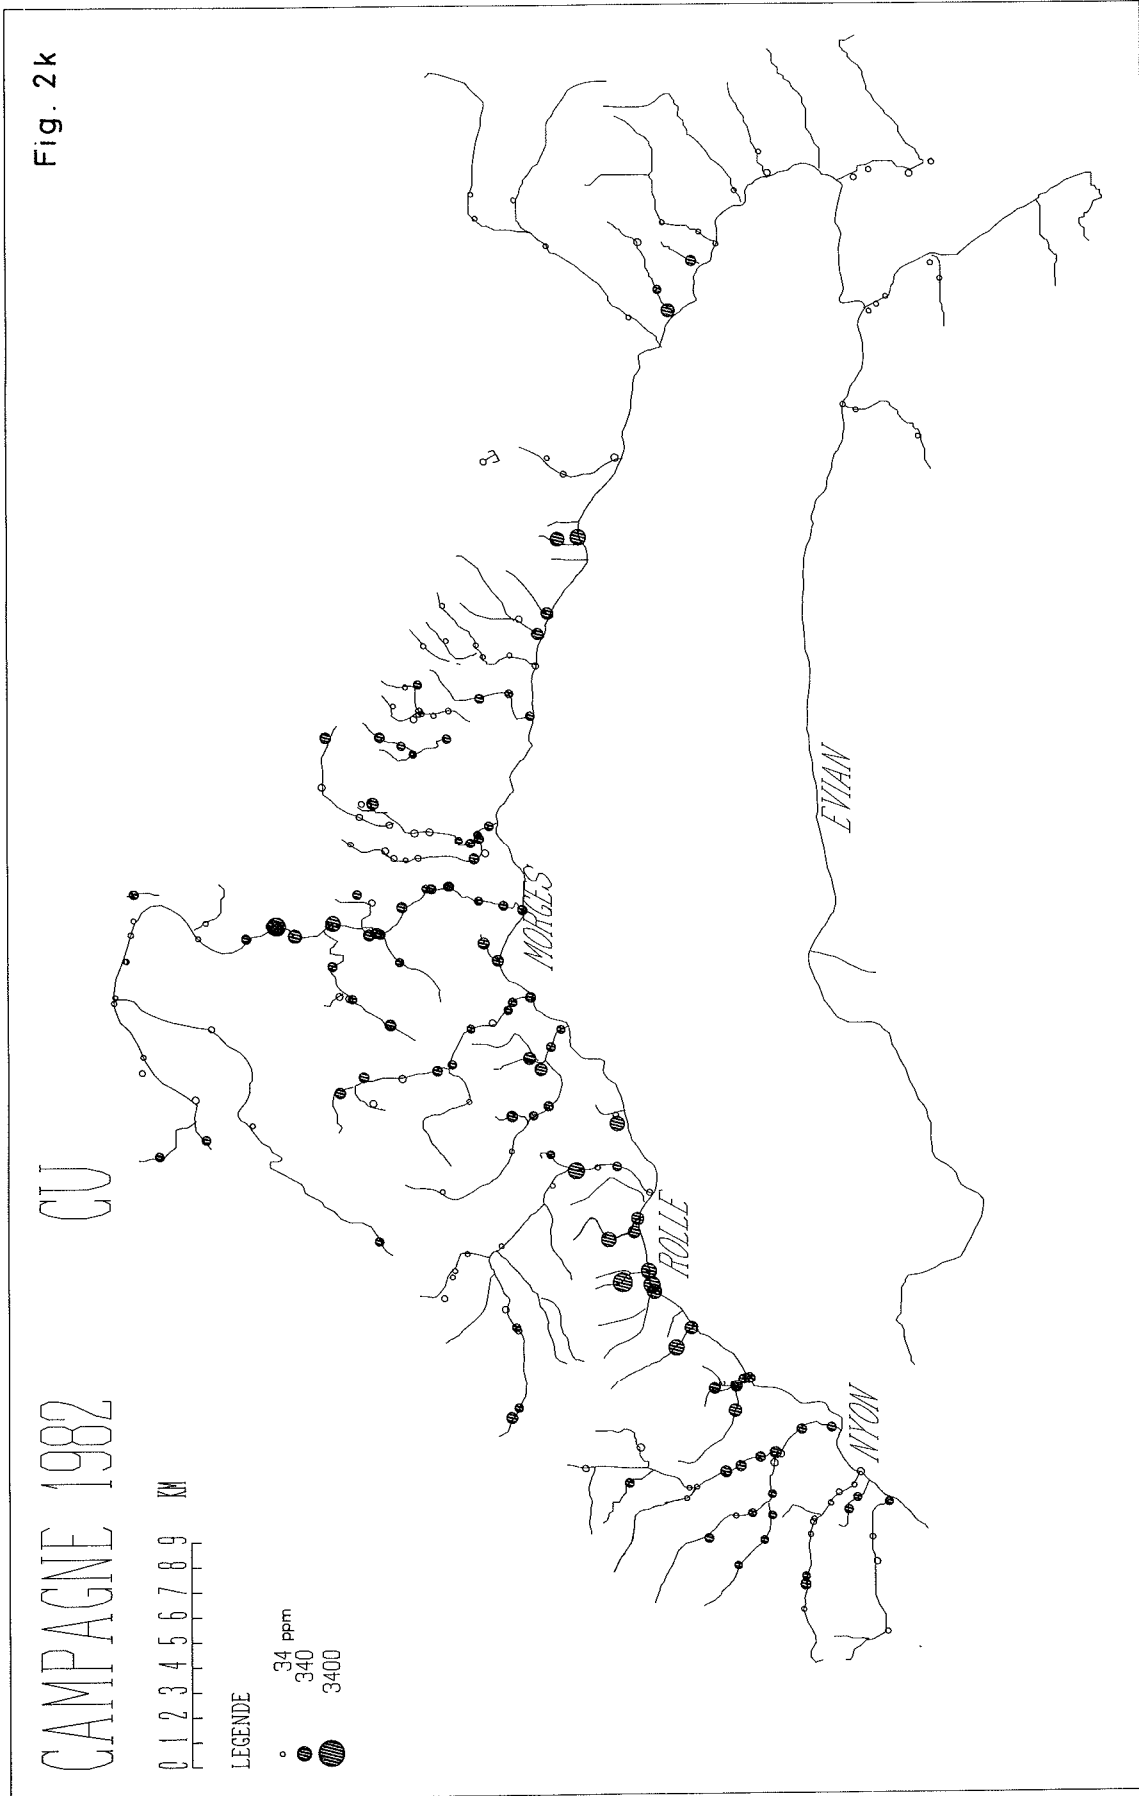 Fig. 2k
CAMPAGNE 1982 CU
0 1 2 3 4 5 6 7 8 9 KM
LEGENDE
34 ppm
340
3400
MORGES
EVIAN
ROLLE
NYON